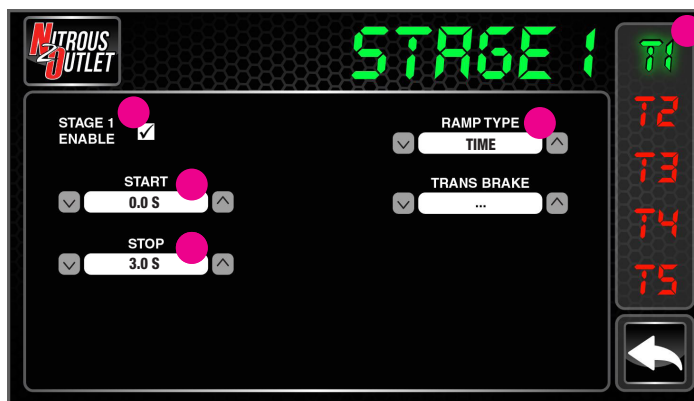 NITROUS
2 OUTLET
STAGE 1
T1
T2
T3
T4
T5
STAGE 1
ENABLE
RAMP TYPE
TIME
START
0.0 S
TRANS BRAKE
...
STOP
3.0 S